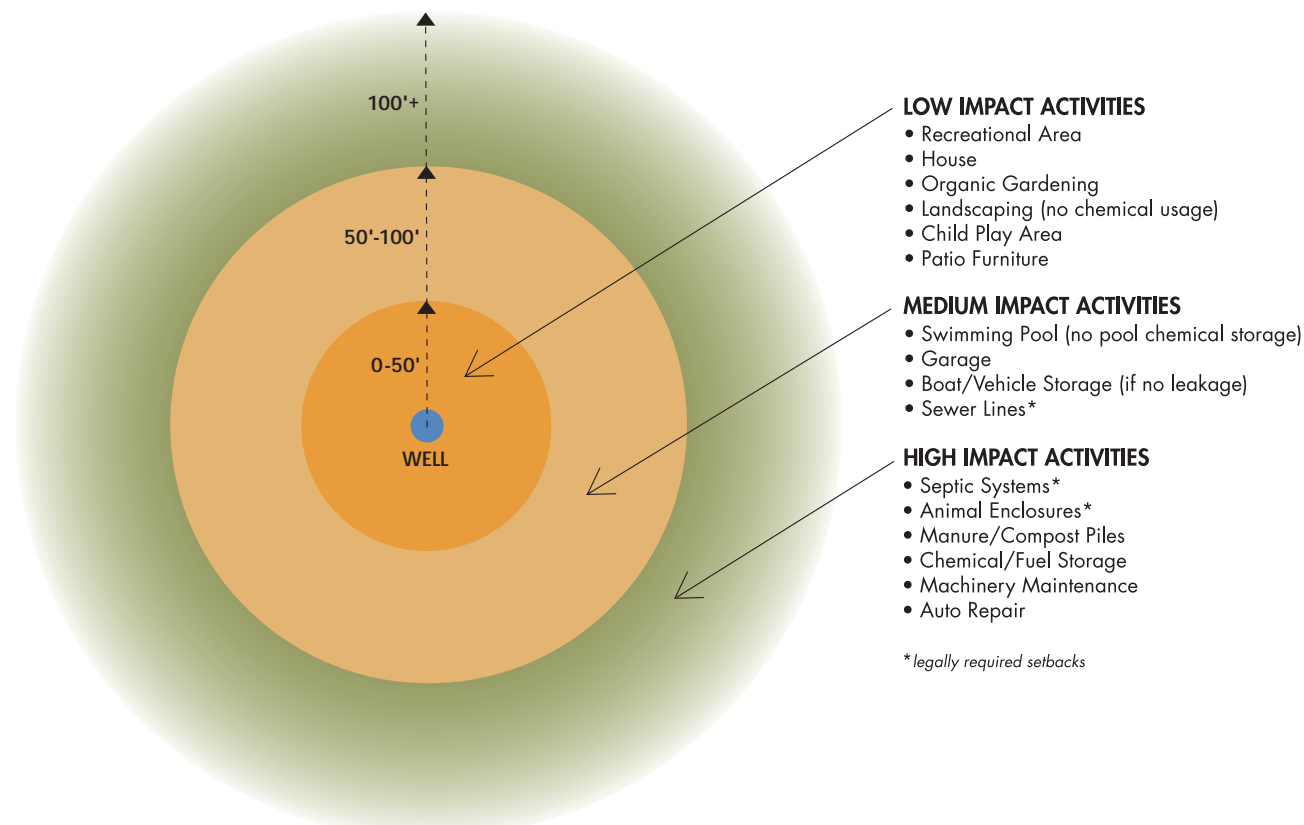 100'+
50'-100'
0-50'
WELL
LOW IMPACT ACTIVITIES
• Recreational Area
• House
• Organic Gardening
• Landscaping (no chemical usage)
• Child Play Area
• Patio Furniture
MEDIUM IMPACT ACTIVITIES
• Swimming Pool (no pool chemical storage)
• Garage
• Boat/Vehicle Storage (if no leakage)
• Sewer Lines*
HIGH IMPACT ACTIVITIES
• Septic Systems*
• Animal Enclosures*
• Manure/Compost Piles
• Chemical/Fuel Storage
• Machinery Maintenance
• Auto Repair
*legally required setbacks